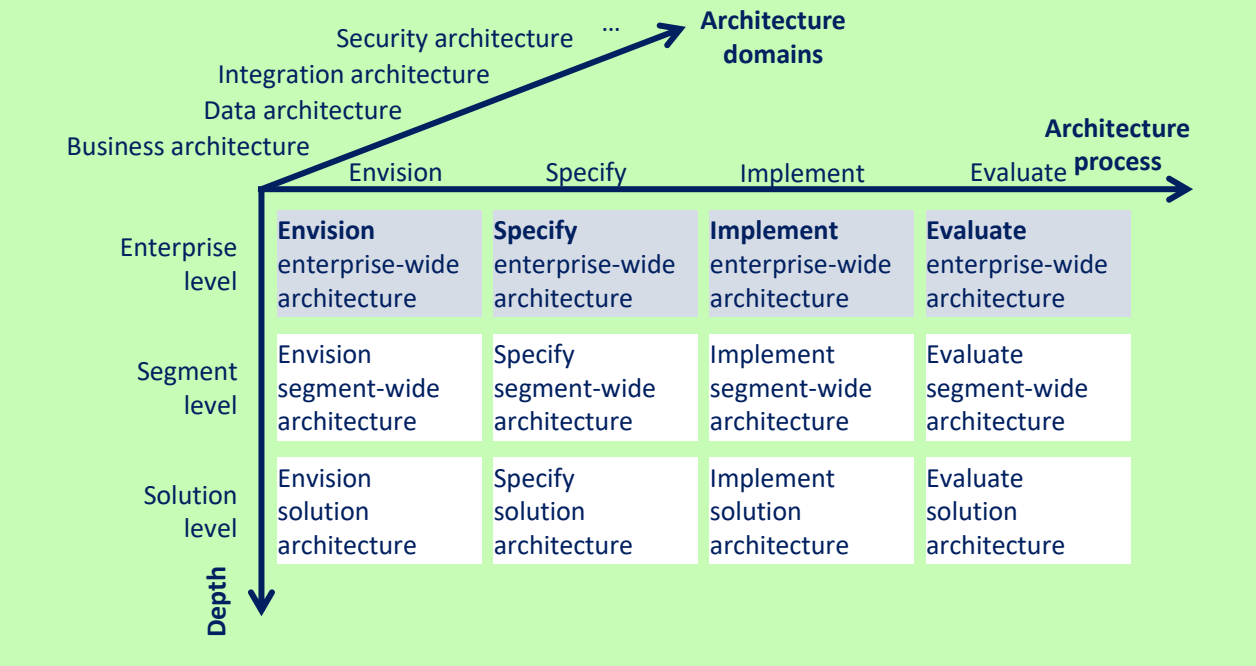 Security architecture
...
Architecture
domains
Integration architecture
Data architecture
Business architecture
Architecture
process
Envision
Specify
Implement
Evaluate
Enterprise
level
Envision
enterprise-wide
architecture
Specify
enterprise-wide
architecture
Implement
enterprise-wide
architecture
Evaluate
enterprise-wide
architecture
Segment
level
Envision
segment-wide
architecture
Specify
segment-wide
architecture
Implement
segment-wide
architecture
Evaluate
segment-wide
architecture
Solution
level
Envision
solution
architecture
Specify
solution
architecture
Implement
solution
architecture
Evaluate
solution
architecture
Depth